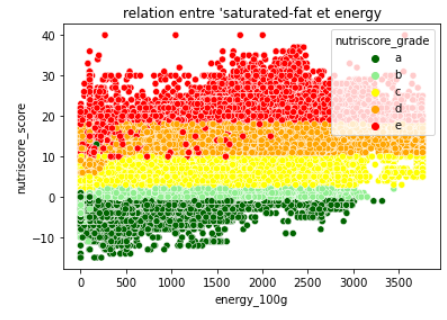 relation entre 'saturated-fat et energy
nutriscore_grade
a
b
c
d
e
nutriscore_score
40
30
20
10
0
−10
0 500 1000 1500 2000 2500 3000 3500
energy_100g